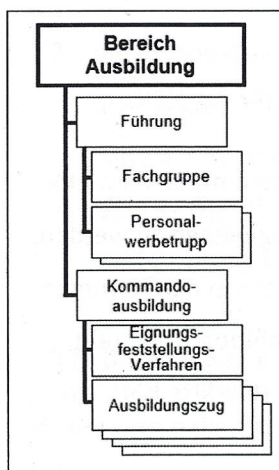 Bereich
Ausbildung
Führung
Fachgruppe
Personal-
werbetrupp
Kommando-
ausbildung
Eignungs-
feststellungs-
Verfahren
Ausbildungszug